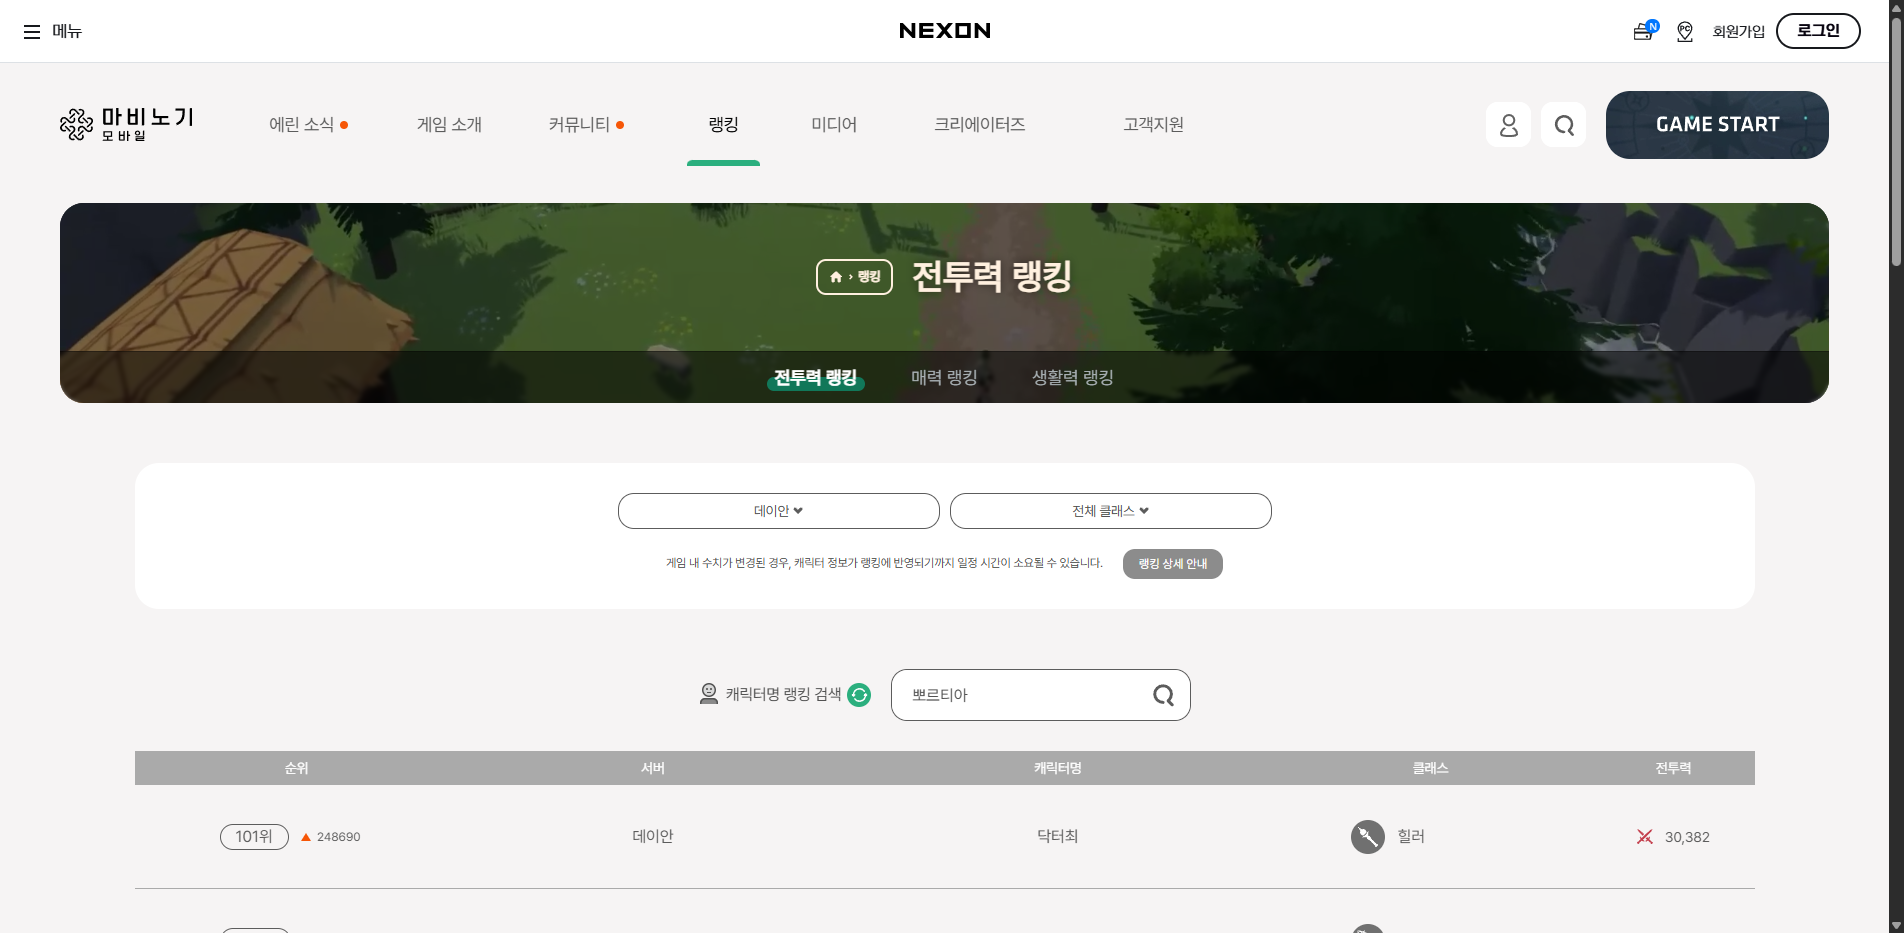 메뉴
NEXON
N
PC
회원가입
로그인
마비노기
모바일
에린 소식
게임 소개
커뮤니티
랭킹
미디어
크리에이터즈
고객지원
GAME START
› 랭킹
전투력 랭킹
전투력 랭킹
매력 랭킹
생활력 랭킹
데이안
전체 클래스
게임 내 수치가 변경된 경우, 캐릭터 정보가 랭킹에 반영되기까지 일정 시간이 소요될 수 있습니다.
랭킹 상세 안내
캐릭터명 랭킹 검색
뽀르티아
순위 서버 캐릭터명 클래스 전투력
101위 ▲ 248690 데이안 닥터최 힐러 30,382